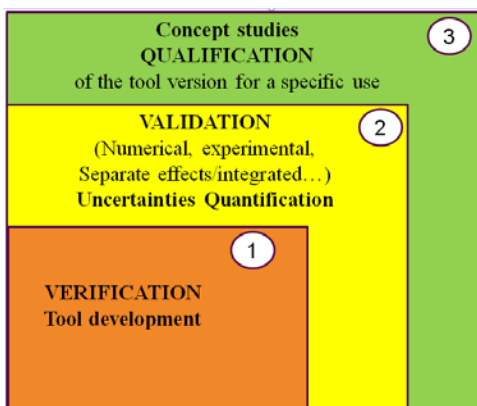 Concept studies
3
QUALIFICATION
of the tool version for a specific use
VALIDATION
2
(Numerical, experimental,
Separate effects/integrated…)
Uncertainties Quantification
1
VERIFICATION
Tool development